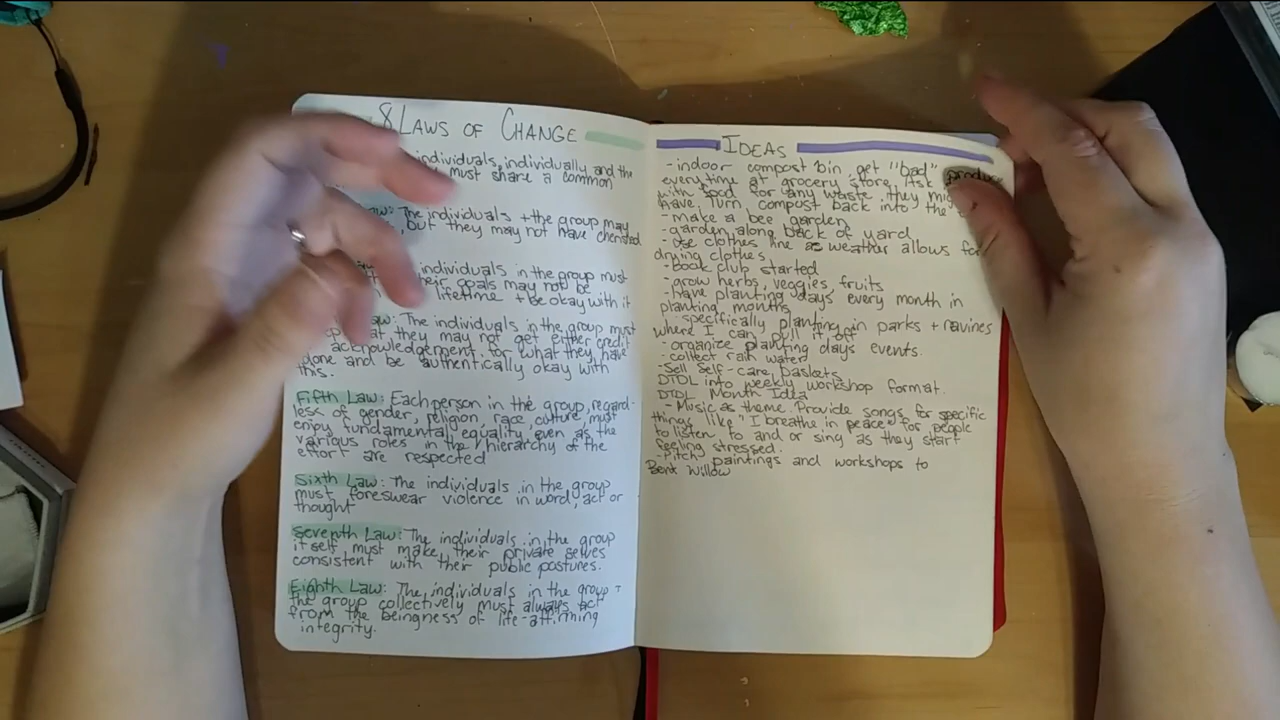 8 LAWS OF CHANGE
individuals, individually and the
must share a common
Law: The individuals + the group may
, but they may not have cherished
individuals in the group must
their goals may not be
lifetime + be okay with it
Law: The individuals in the group must
that they may not get either credit
acknowledgement for what they have
done and be authentically okay with
this.
Fifth Law: Each person in the group, regard-
less of gender, religion, race, culture, must
enjoy fundamental equality even as the
various roles in the hierarchy of the
effort are respected
Sixth Law: The individuals in the group
must foreswear violence in word, act or
thought
Seventh Law: The individuals in the group
itself must make their private selves
consistent with their public postures.
Eighth Law: The individuals in the group +
the group collectively must always act
from the beingness of life-affirming
integrity.
IDEAS
- indoor compost bin get "bad" produce
everytime at grocery store. Ask
with food for any waste they
have. Turn compost back into the
- make a bee garden
- garden along back of yard
- use clothes line as weather allows for
drying clothes
- book club started
- grow herbs, veggies, fruits
- have planting days every month in
planting months
- specifically planting in parks + ravines
where I can pull it off
- organize planting days events.
- collect rain water
- Sell Self-care baskets
DTDL into weekly workshop format.
DTDL Month Idea
- Music as theme. Provide songs for specific
things like "I breathe in peace" for people
to listen to and or sing as they start
feeling stressed.
- Pitch paintings and workshops to
Bent Willow